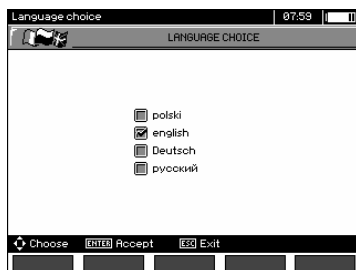 Language choice 07:59
LANGUAGE CHOICE
polski
english
Deutsch
русский
Choose ENTER Accept ESC Exit